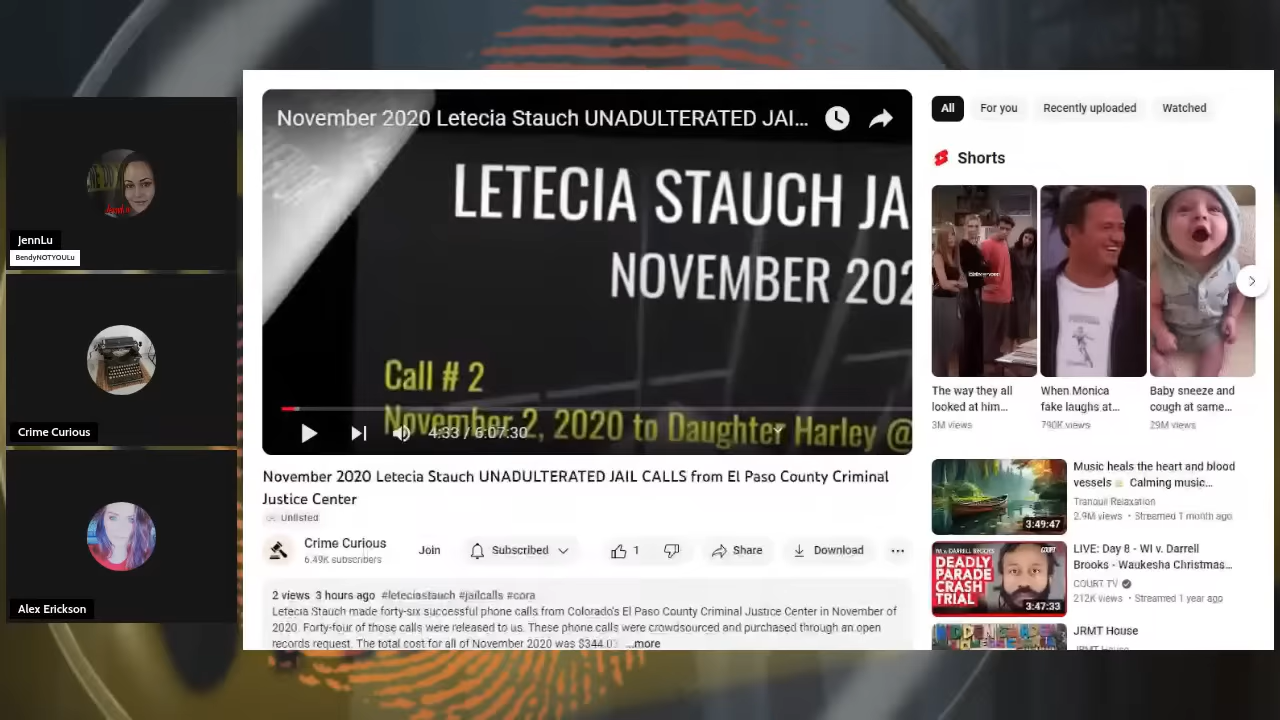 JennLu
BendyNOTYOULu
Crime Curious
Alex Erickson
November 2020 Letecia Stauch UNADULTERATED JAI...
LETECIA STAUCH JA
NOVEMBER 202
Call # 2
November 2, 2020 to Daughter Harley @
4:33 / 6:07:30
November 2020 Letecia Stauch UNADULTERATED JAIL CALLS from El Paso County Criminal
Justice Center
Unlisted
Crime Curious
6.49K subscribers
Join
Subscribed
1
Share
Download
2 views 3 hours ago #leteciastauch #jailcalls #cora
Letecia Stauch made forty-six successful phone calls from Colorado's El Paso County Criminal Justice Center in November of
2020. Forty-four of those calls were released to us. These phone calls were crowdsourced and purchased through an open
records request. The total cost for all of November 2020 was $344.0 ...more
All
For you
Recently uploaded
Watched
Shorts
The way they all
looked at him...
3M views
When Monica
fake laughs at...
790K views
Baby sneeze and
cough at same...
29M views
3:49:47
Music heals the heart and blood
vessels Calming music...
Tranquil Relaxation
2.9M views • Streamed 1 month ago
DEADLY
PARADE
CRASH
TRIAL
COURT
3:47:33
LIVE: Day 8 - WI v. Darrell
Brooks - Waukesha Christmas...
COURT TV
212K views • Streamed 1 year ago
JRMT House
JRMT House